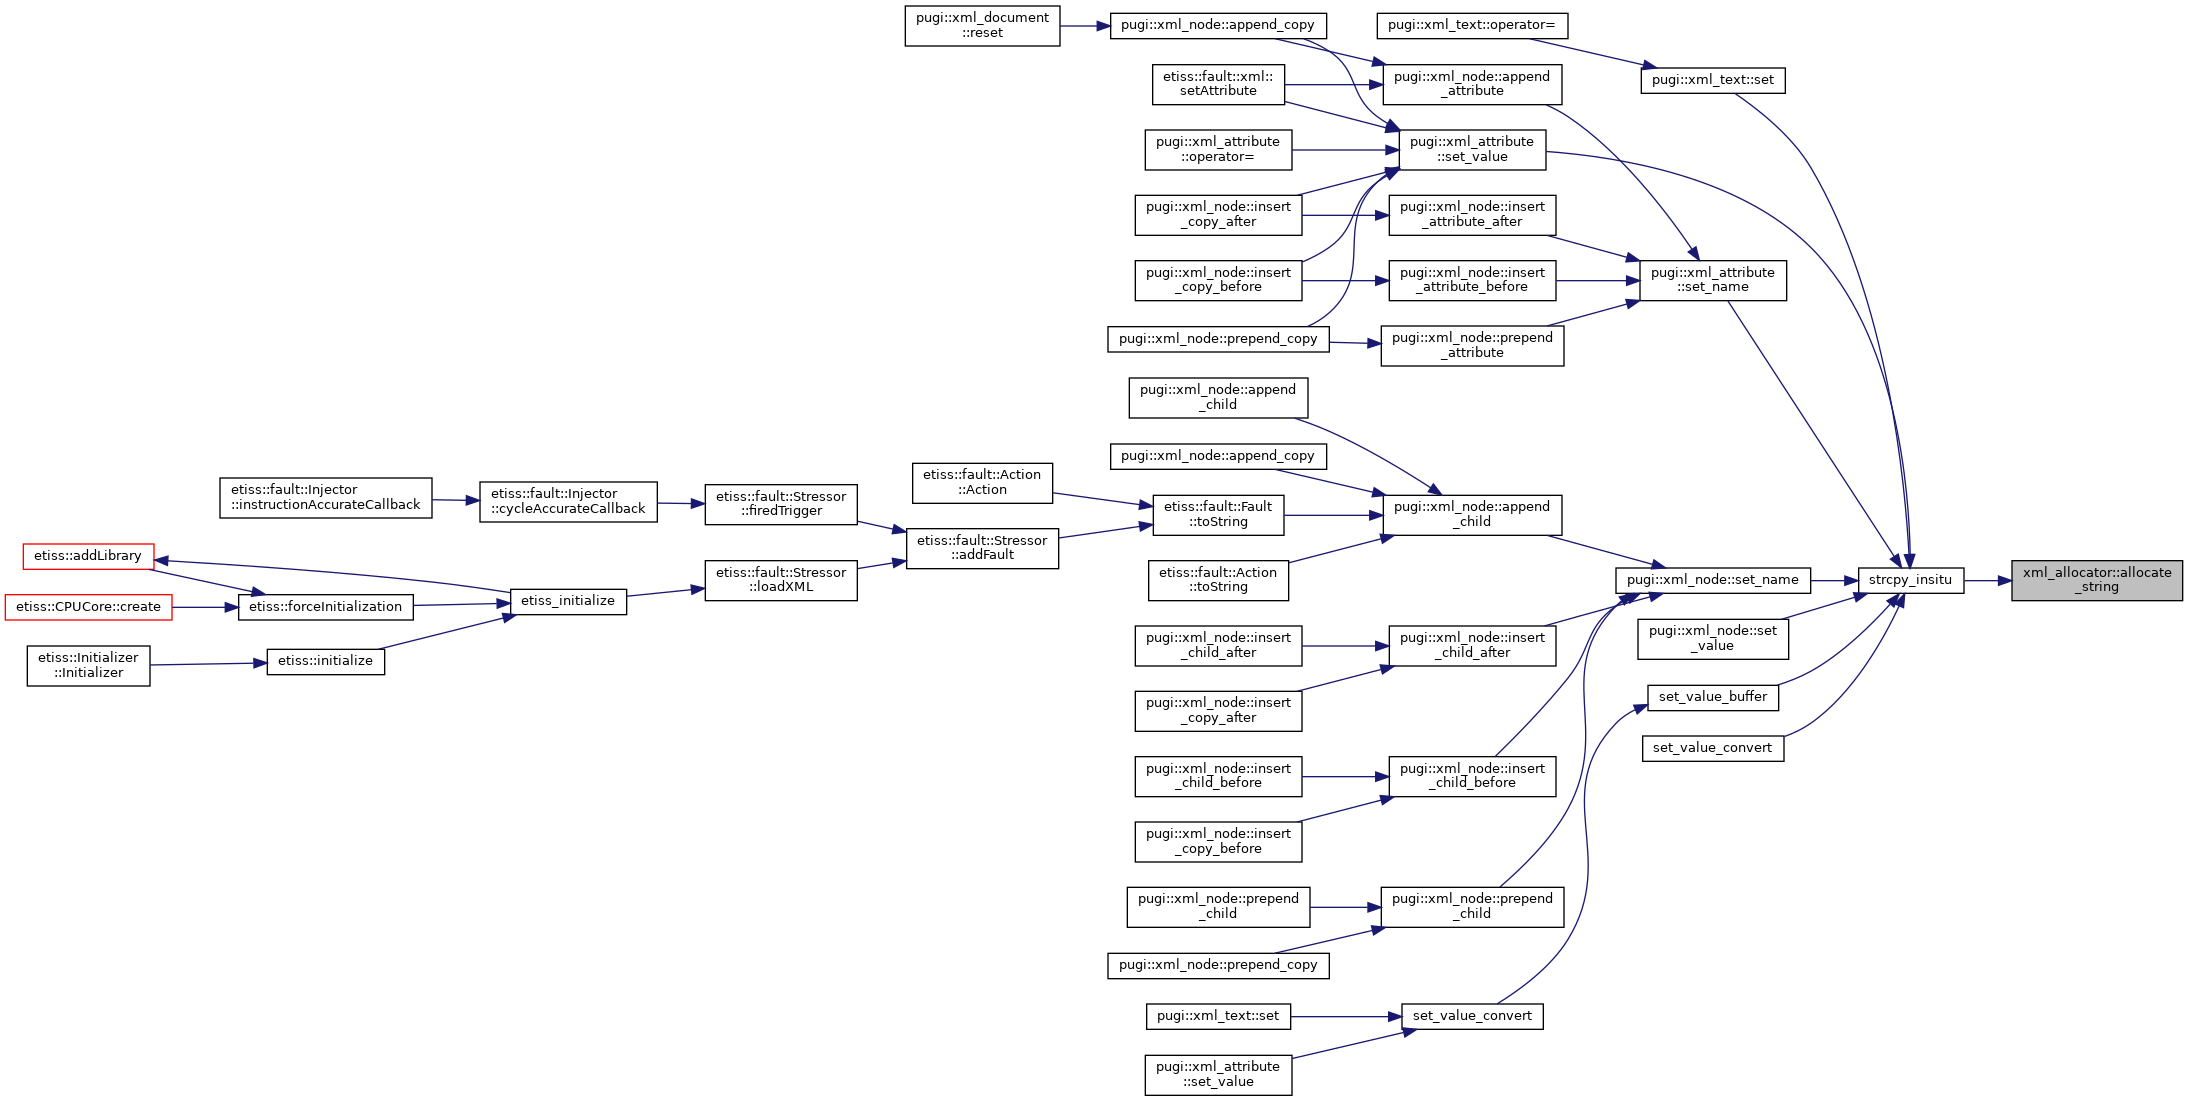 pugi::xml_document
::reset
pugi::xml_node::append_copy
pugi::xml_text::operator=
etiss::fault::xml::
setAttribute
pugi::xml_node::append
_attribute
pugi::xml_text::set
pugi::xml_attribute
::operator=
pugi::xml_attribute
::set_value
pugi::xml_node::insert
_copy_after
pugi::xml_node::insert
_attribute_after
pugi::xml_node::insert
_copy_before
pugi::xml_node::insert
_attribute_before
pugi::xml_attribute
::set_name
pugi::xml_node::prepend_copy
pugi::xml_node::prepend
_attribute
pugi::xml_node::append
_child
pugi::xml_node::append_copy
etiss::fault::Injector
::instructionAccurateCallback
etiss::fault::Injector
::cycleAccurateCallback
etiss::fault::Stressor
::firedTrigger
etiss::fault::Action
::Action
etiss::fault::Fault
::toString
pugi::xml_node::append
_child
etiss::fault::Stressor
::addFault
etiss::addLibrary
etiss::fault::Stressor
::loadXML
etiss::fault::Action
::toString
pugi::xml_node::set_name
strcpy_insitu
xml_allocator::allocate
_string
etiss::CPUCore::create
etiss::forceInitialization
etiss_initialize
etiss::Initializer
::Initializer
etiss::initialize
pugi::xml_node::insert
_child_after
pugi::xml_node::insert
_child_after
pugi::xml_node::set
_value
pugi::xml_node::insert
_copy_after
set_value_buffer
set_value_convert
pugi::xml_node::insert
_child_before
pugi::xml_node::insert
_child_before
pugi::xml_node::insert
_copy_before
pugi::xml_node::prepend
_child
pugi::xml_node::prepend
_child
pugi::xml_node::prepend_copy
pugi::xml_text::set
set_value_convert
pugi::xml_attribute
::set_value